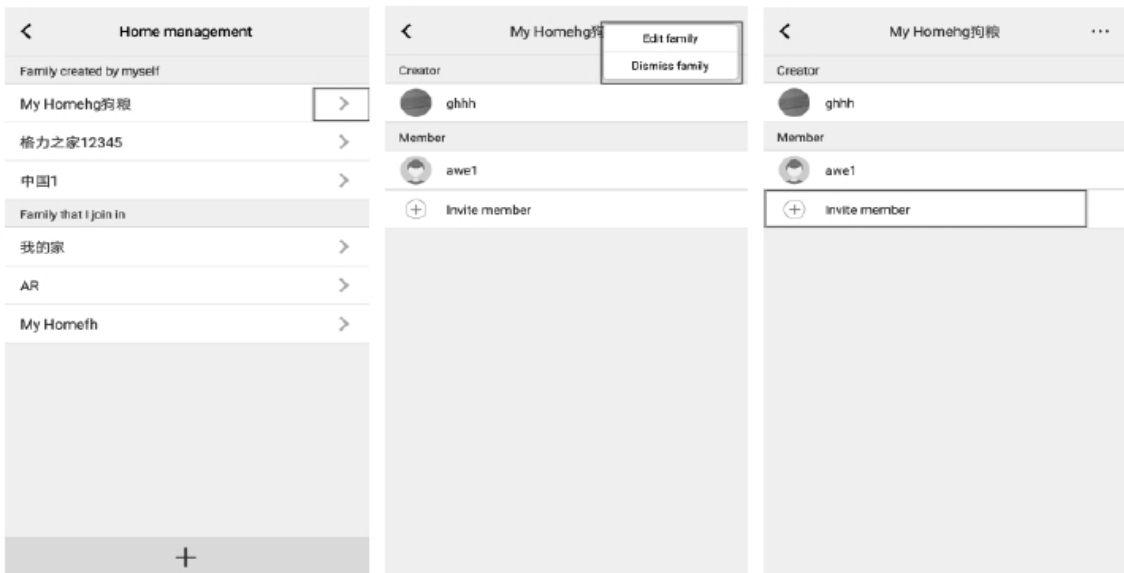 Home management
Family created by myself
My Homehg狗粮
格力之家12345
中国1
Family that I join in
我的家
AR
My Homefh
My Homehg狗
Edit family
Dismiss family
Creator
ghhh
Member
awe1
Invite member
My Homehg狗粮
Creator
ghhh
Member
awe1
Invite member